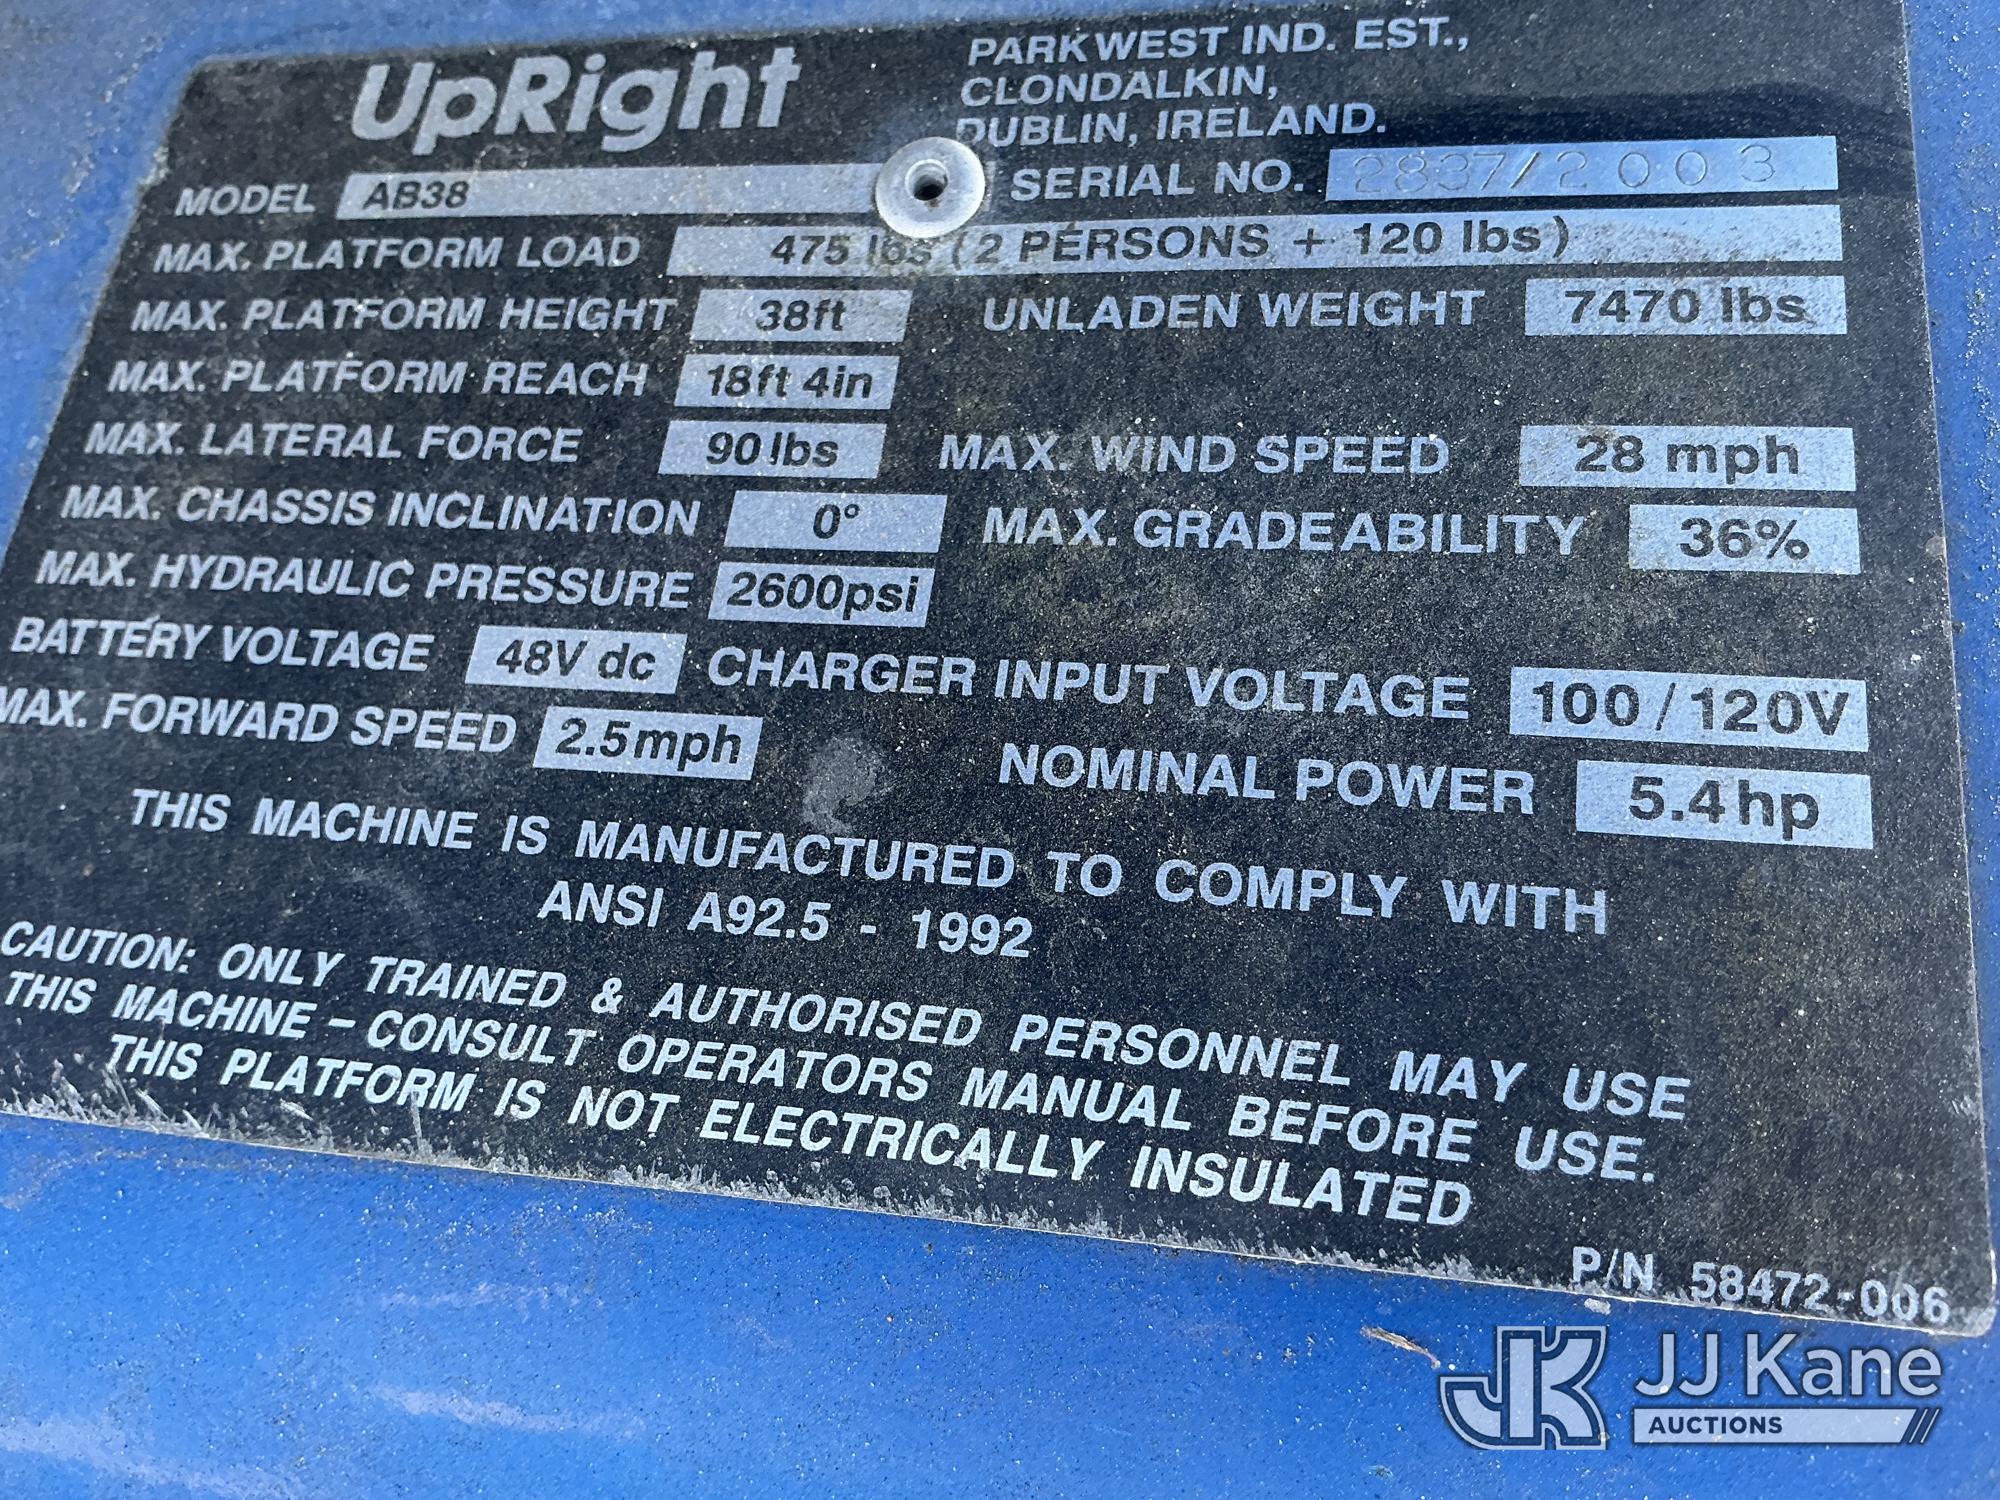 UpRight
PARKWEST IND. EST.,
CLONDALKIN,
DUBLIN, IRELAND.
MODEL AB38
SERIAL NO. 2837/2003
MAX. PLATFORM LOAD 475 lbs (2 PERSONS + 120 lbs)
MAX. PLATFORM HEIGHT 38ft UNLADEN WEIGHT 7470 lbs
MAX. PLATFORM REACH 18ft 4in
MAX. LATERAL FORCE 90 lbs MAX. WIND SPEED 28 mph
MAX. CHASSIS INCLINATION 0° MAX. GRADEABILITY 36%
MAX. HYDRAULIC PRESSURE 2600psi
BATTERY VOLTAGE 48V dc CHARGER INPUT VOLTAGE 100/120V
MAX. FORWARD SPEED 2.5mph NOMINAL POWER 5.4hp
THIS MACHINE IS MANUFACTURED TO COMPLY WITH
ANSI A92.5 - 1992
CAUTION: ONLY TRAINED & AUTHORISED PERSONNEL MAY USE
THIS MACHINE - CONSULT OPERATORS MANUAL BEFORE USE.
THIS PLATFORM IS NOT ELECTRICALLY INSULATED
P/N 58472-006
JK JJ Kane
AUCTIONS